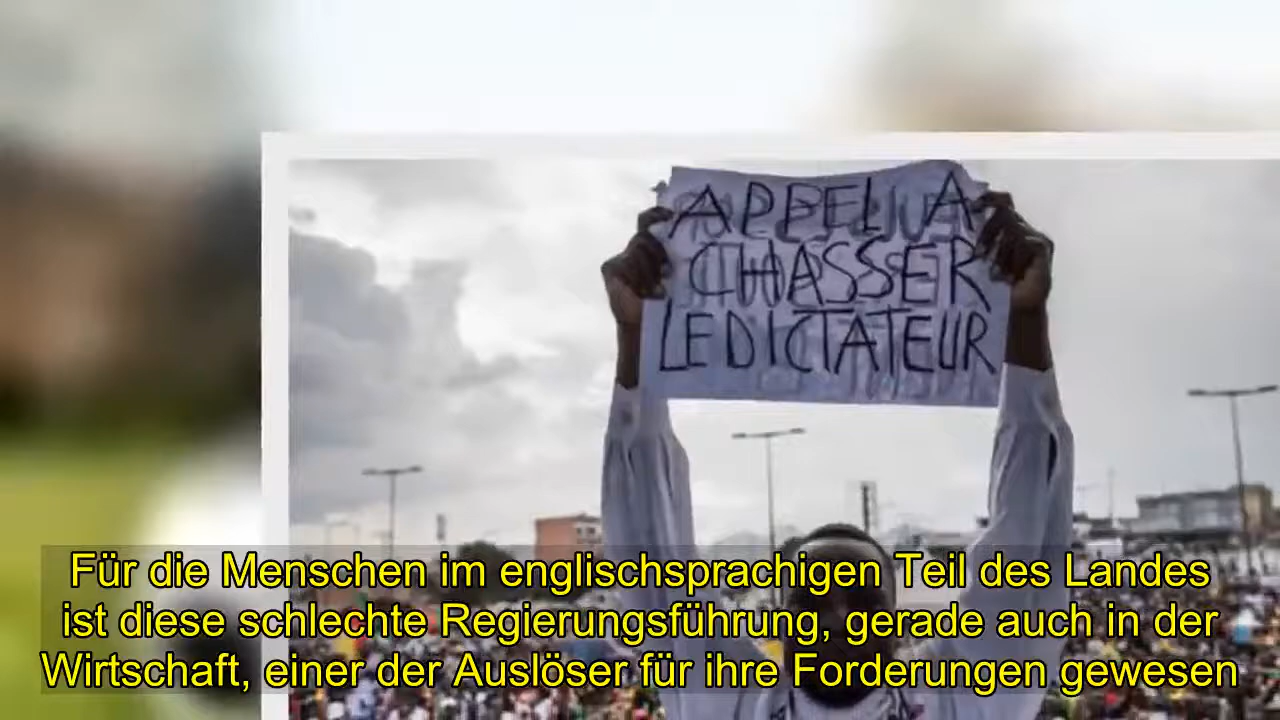 APPEL A
CHASSER
LE DICTATEUR
Für die Menschen im englischsprachigen Teil des Landes
ist diese schlechte Regierungsführung, gerade auch in der
Wirtschaft, einer der Auslöser für ihre Forderungen gewesen